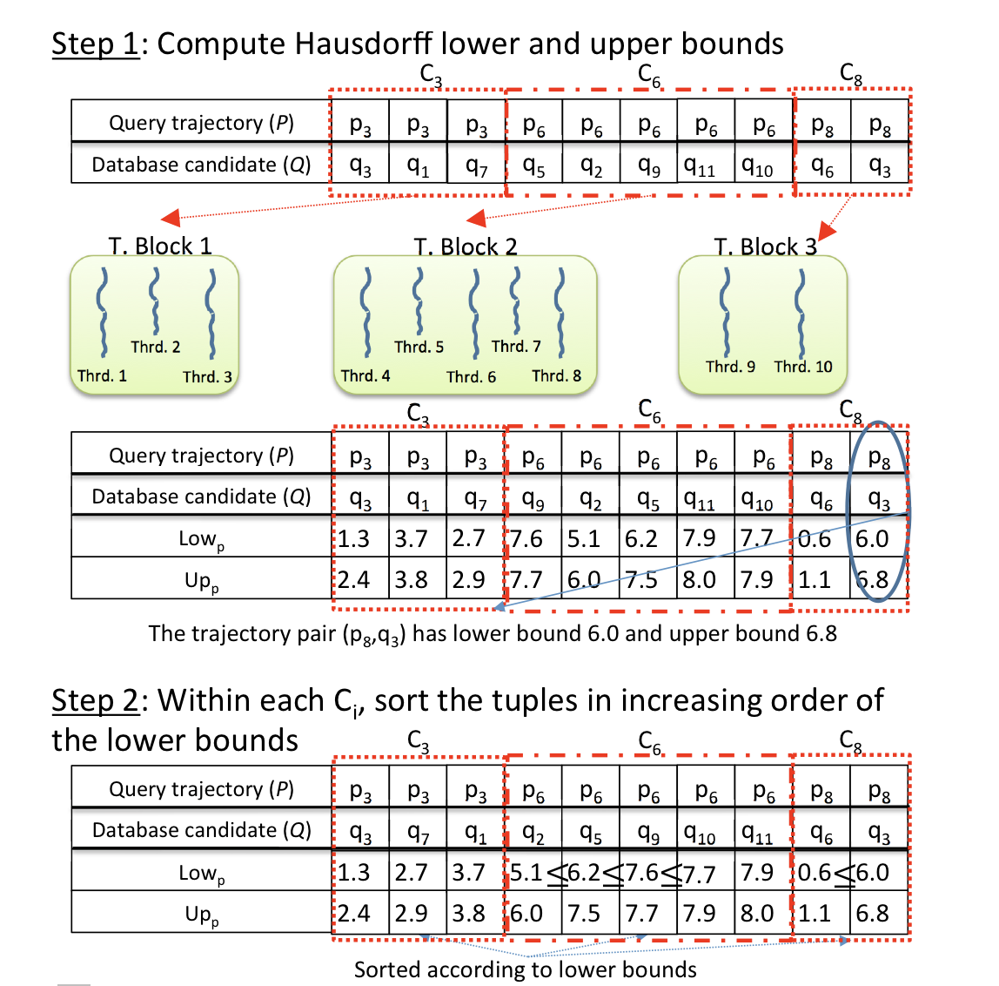 Step 1: Compute Hausdorff lower and upper bounds
C3 C6 C8
Query trajectory (P) p3 p3 p3 p6 p6 p6 p6 p6 p8 p8
Database candidate (Q) q3 q1 q7 q5 q2 q9 q11 q10 q6 q3
T. Block 1 T. Block 2 T. Block 3
Thrd. 1 Thrd. 2 Thrd. 3 Thrd. 4 Thrd. 5 Thrd. 6 Thrd. 7 Thrd. 8 Thrd. 9 Thrd. 10
C3 C6 C8
Query trajectory (P) p3 p3 p3 p6 p6 p6 p6 p6 p8 p8
Database candidate (Q) q3 q1 q7 q9 q2 q5 q11 q10 q6 q3
Lowp 1.3 3.7 2.7 7.6 5.1 6.2 7.9 7.7 0.6 6.0
Upp 2.4 3.8 2.9 7.7 6.0 7.5 8.0 7.9 1.1 6.8
The trajectory pair (p8,q3) has lower bound 6.0 and upper bound 6.8
Step 2: Within each Ci, sort the tuples in increasing order of
the lower bounds
C3 C6 C8
Query trajectory (P) p3 p3 p3 p6 p6 p6 p6 p6 p8 p8
Database candidate (Q) q3 q7 q1 q2 q5 q9 q10 q11 q6 q3
Lowp 1.3 2.7 3.7 5.1≤6.2≤7.6≤7.7 7.9 0.6≤6.0
Upp 2.4 2.9 3.8 6.0 7.5 7.7 7.9 8.0 1.1 6.8
Sorted according to lower bounds